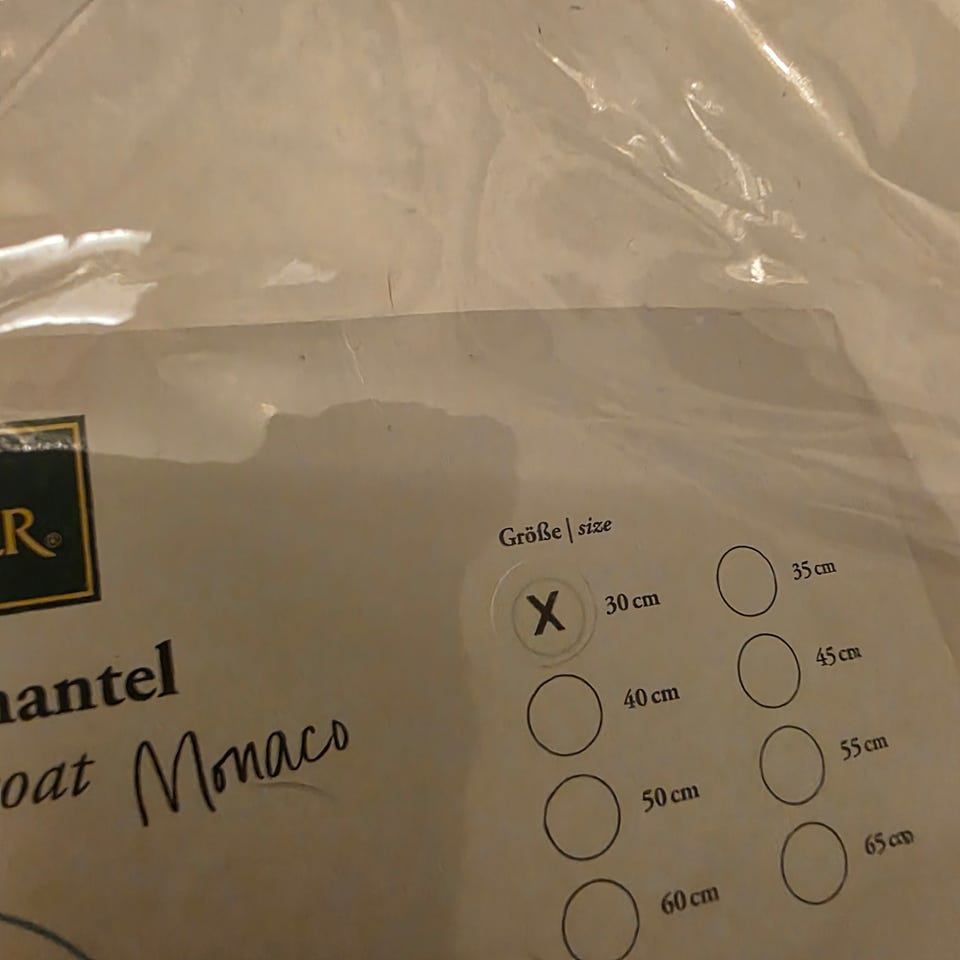 R®
Größe | size
X 30 cm
35 cm
antel
40 cm
45 cm
oat Monaco
50 cm
55 cm
60 cm
65 cm